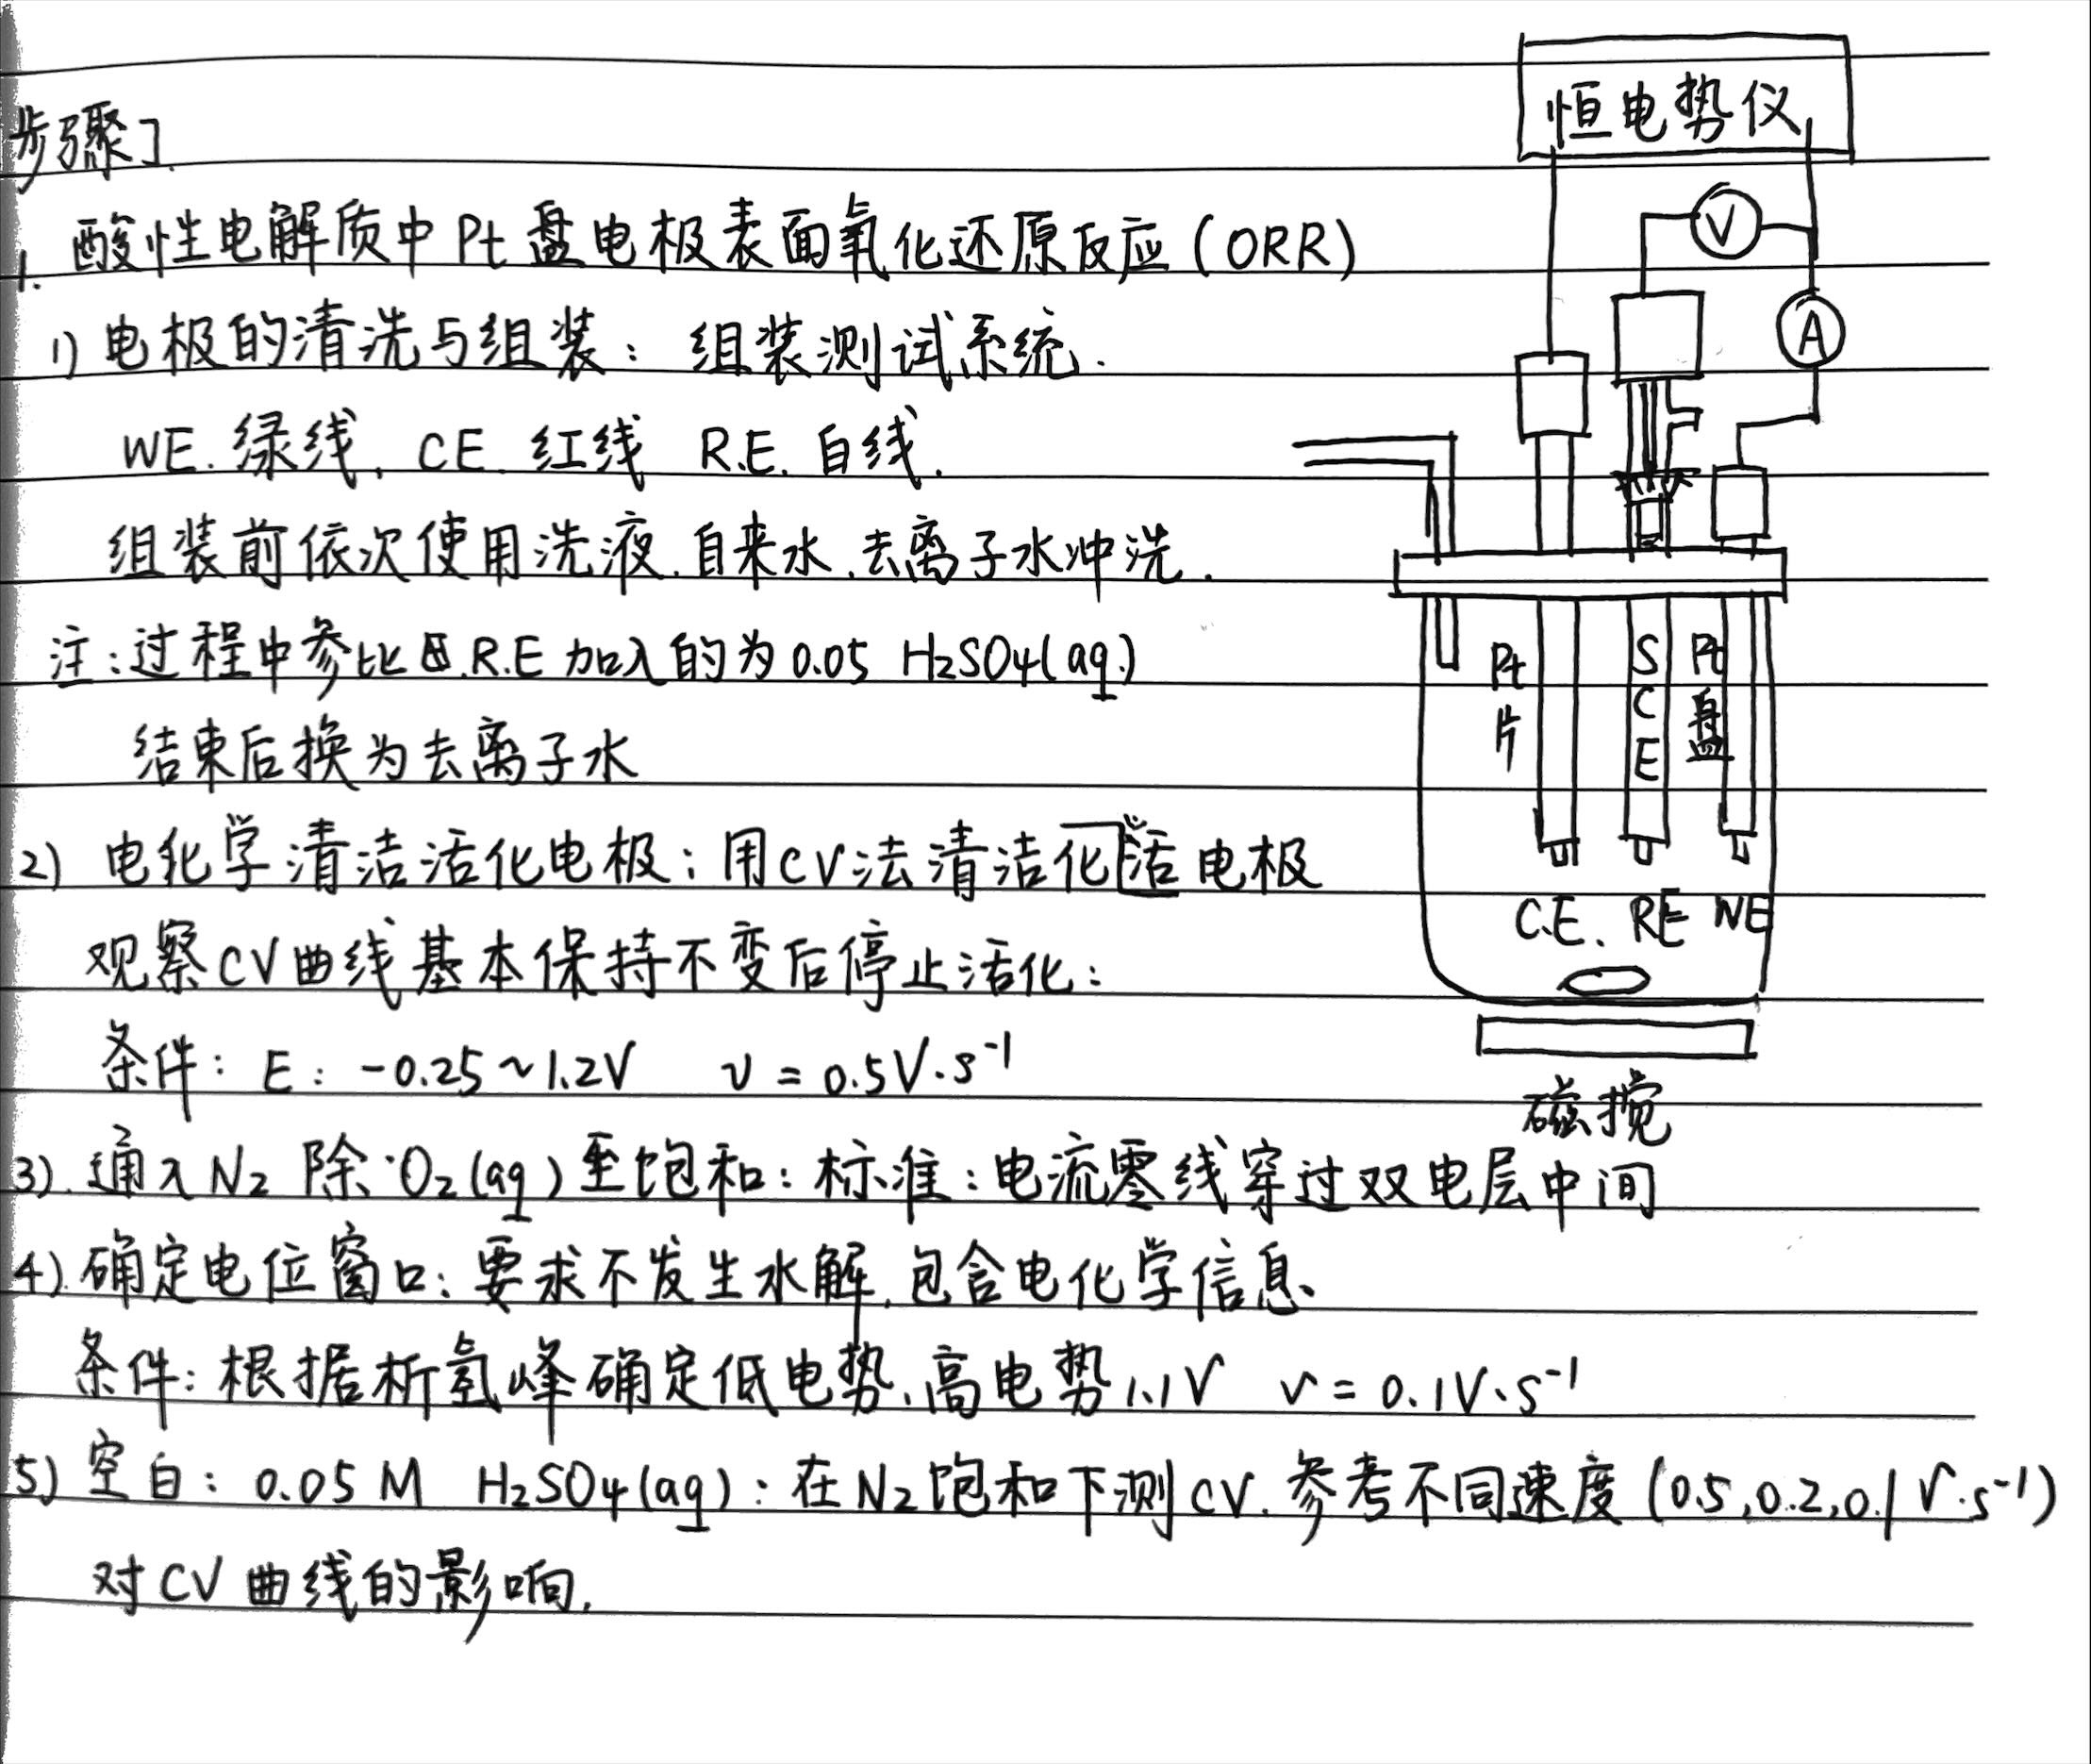 步骤]
1. 酸性电解质中Pt盘电极表面氧化还原反应(ORR)
1) 电极的清洗与组装: 组装测试系统.
WE. 绿线, CE. 红线 R.E. 白线.
组装前依次使用洗液.自来水.去离子水冲洗.
注:过程中参比 .R.E加入的为0.05 H₂SO₄(aq.)
结束后换为去离子水
2) 电化学清洁活化电极:用CV法清洁化活电极
观察CV曲线基本保持不变后停止活化:
条件: E: -0.25~1.2V v = 0.5V·s⁻¹
3). 通入N₂ 除·O₂(aq)至饱和:标准:电流零线穿过双电层中间
4). 确定电位窗口:要求不发生水解,包含电化学信息、
条件:根据析氢峰确定低电势.高电势1.1V v = 0.1V·s⁻¹
5) 空白: 0.05 M H₂SO₄(aq):在N₂饱和下测CV.参考不同速度(0.5,0.2,0.1V·s⁻¹)
对CV曲线的影响.
恒电势仪
V
A
Pt片
SCE
Pt盘
C.E. RE WE
磁搅